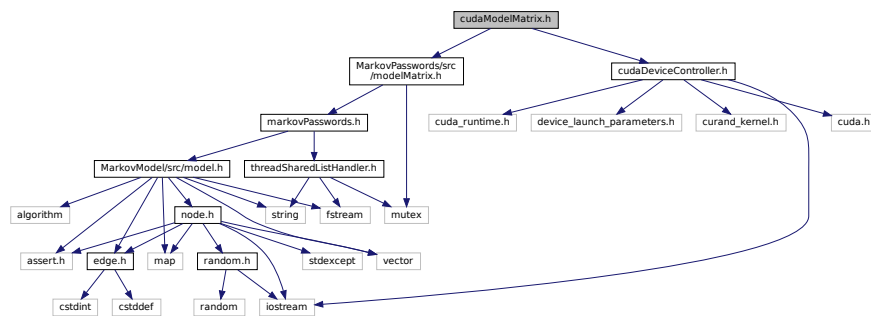 cudaModelMatrix.h
MarkovPasswords/src
/modelMatrix.h
cudaDeviceController.h
markovPasswords.h
cuda_runtime.h
device_launch_parameters.h
curand_kernel.h
cuda.h
MarkovModel/src/model.h
threadSharedListHandler.h
algorithm
node.h
string
fstream
mutex
assert.h
edge.h
map
random.h
stdexcept
vector
cstdint
cstddef
random
iostream